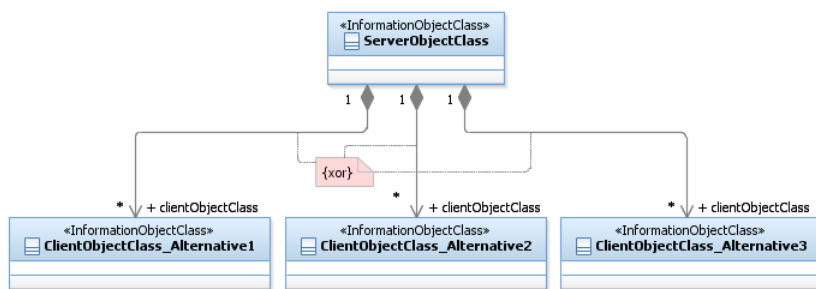 «InformationObjectClass»
ServerObjectClass
1 1 1
{xor}
* + clientObjectClass * + clientObjectClass * + clientObjectClass
«InformationObjectClass» «InformationObjectClass» «InformationObjectClass»
ClientObjectClass_Alternative1 ClientObjectClass_Alternative2 ClientObjectClass_Alternative3